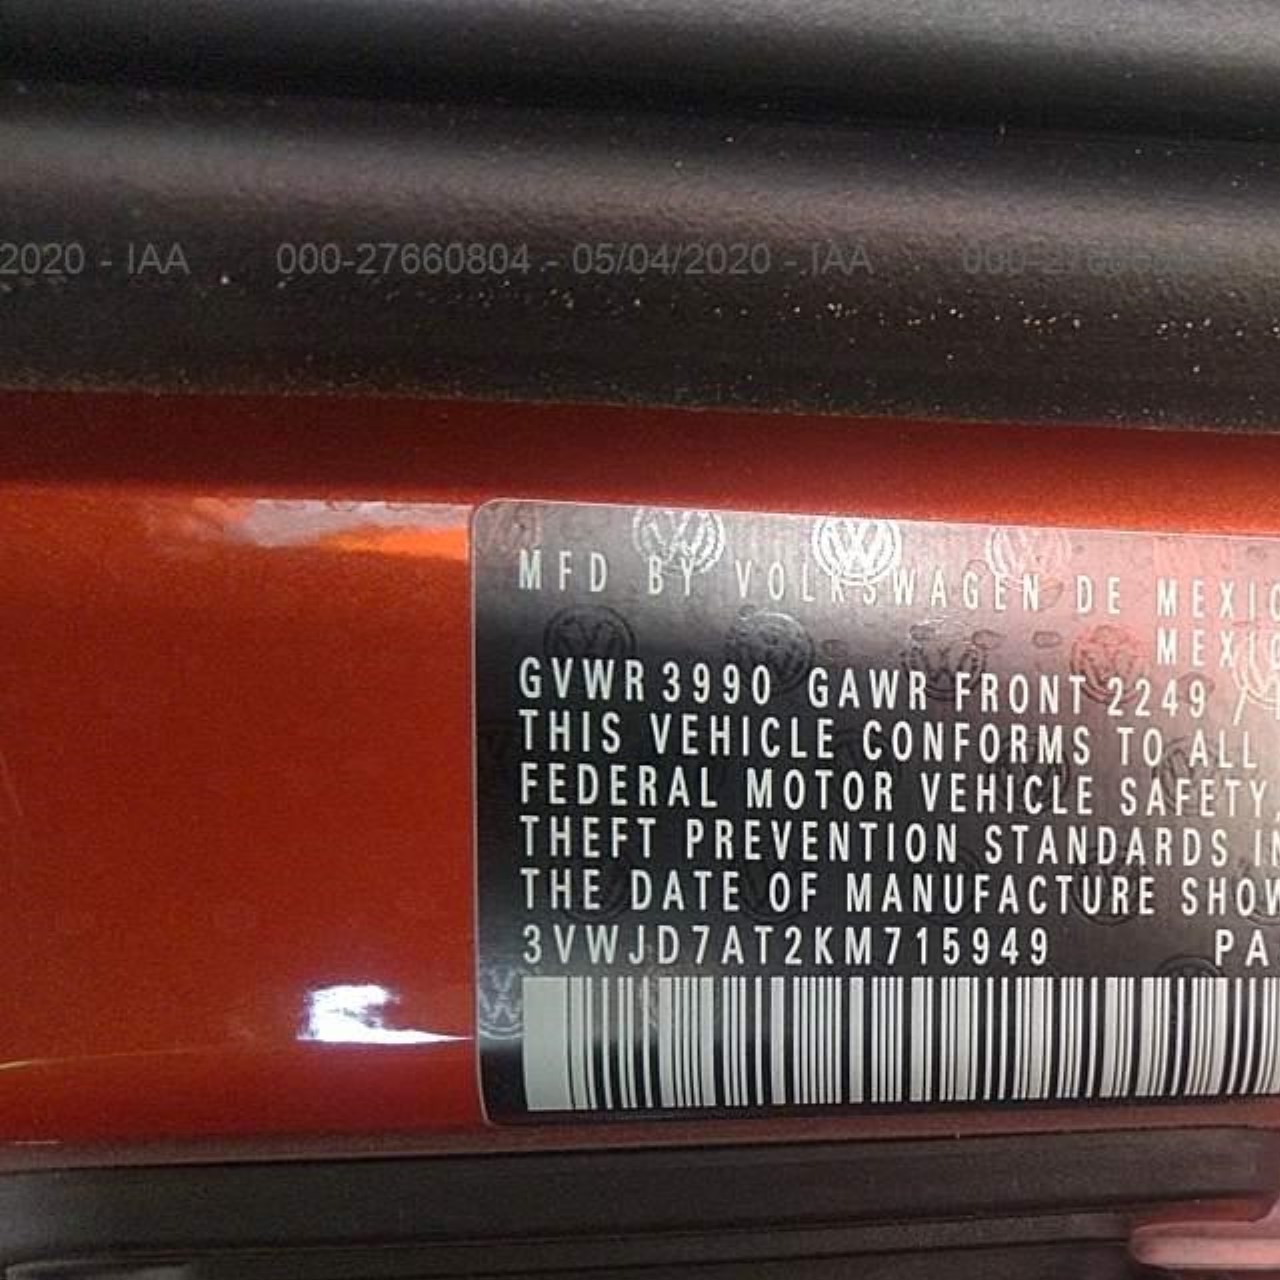 2020 - IAA 000-27660804 - 05/04/2020 - IAA
MFD BY VOLKSWAGEN DE MEXIC
MEXIC
GVWR 3990 GAWR FRONT 2249 /
THIS VEHICLE CONFORMS TO ALL
FEDERAL MOTOR VEHICLE SAFETY
THEFT PREVENTION STANDARDS IN
THE DATE OF MANUFACTURE SHOW
3VWJD7AT2KM715949 PA